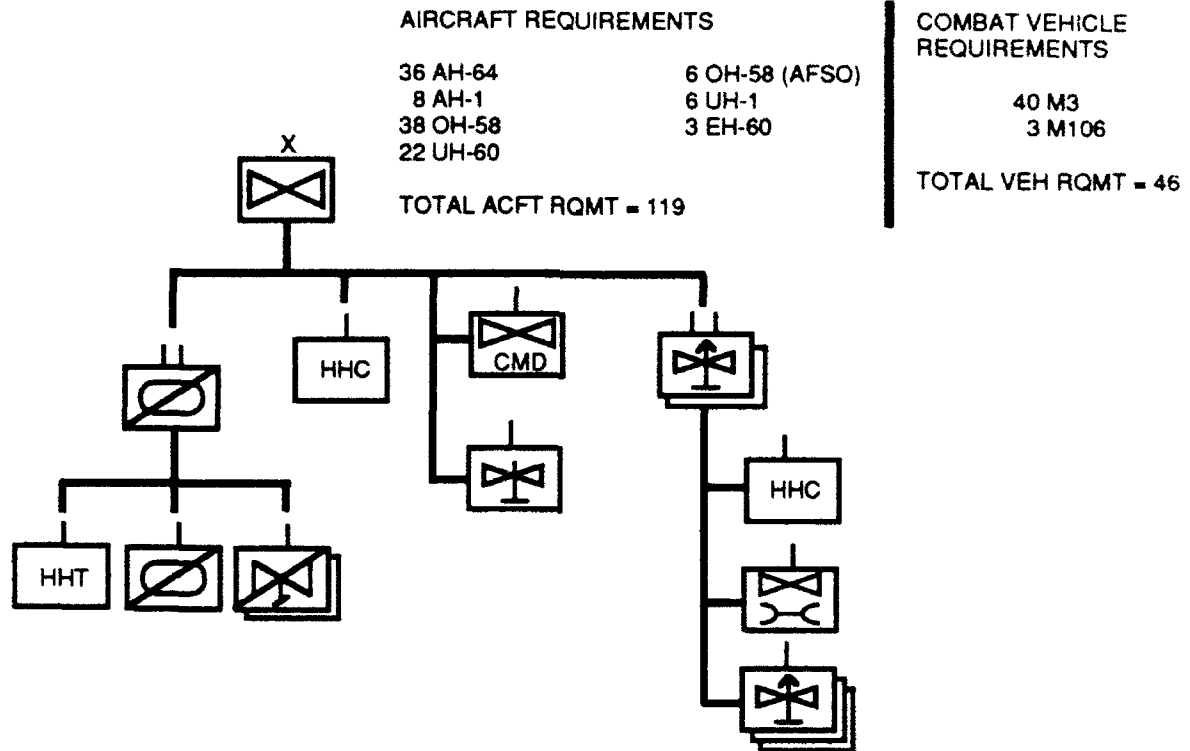 AIRCRAFT REQUIREMENTS
36 AH-64
8 AH-1
38 OH-58
22 UH-60
6 OH-58 (AFSO)
6 UH-1
3 EH-60
TOTAL ACFT RQMT = 119
COMBAT VEHICLE
REQUIREMENTS
40 M3
3 M106
TOTAL VEH RQMT = 46
X
HHC
CMD
HHC
HHT